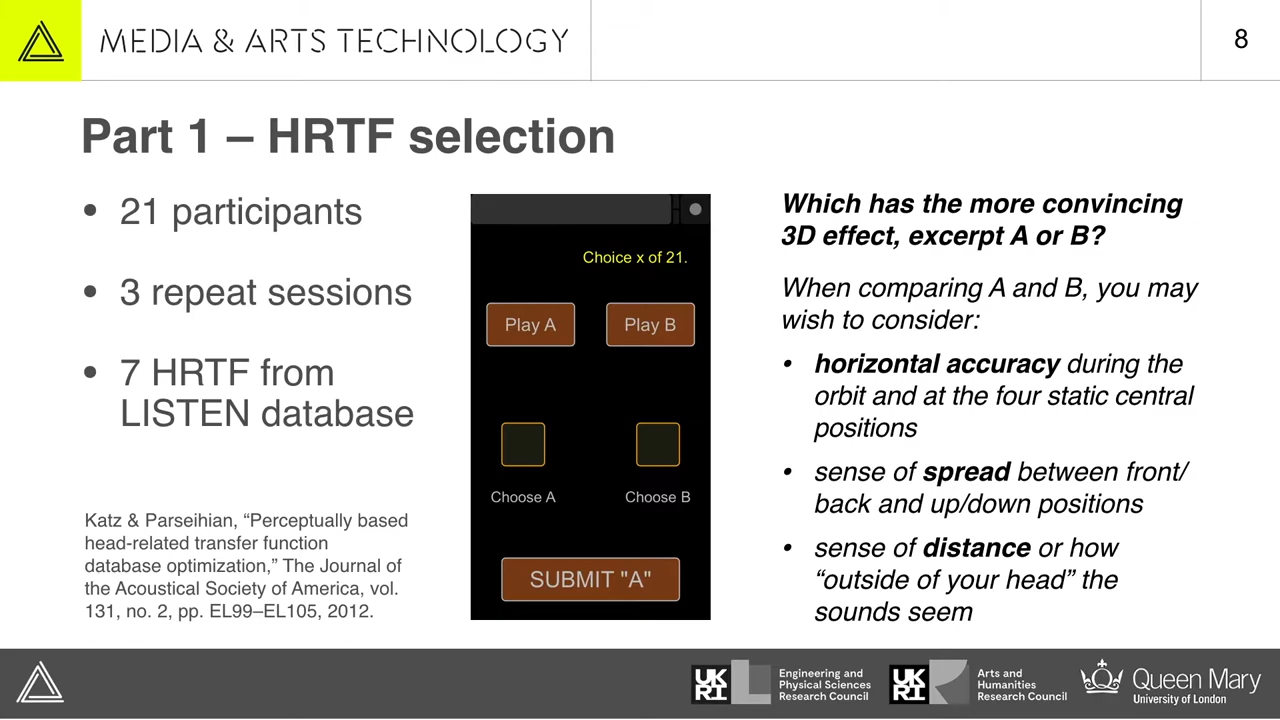 MEDIA & ARTS TECHNOLOGY
8
Part 1 – HRTF selection
• 21 participants
• 3 repeat sessions
• 7 HRTF from
LISTEN database
Katz & Parseihian, “Perceptually based
head-related transfer function
database optimization,” The Journal of
the Acoustical Society of America, vol.
131, no. 2, pp. EL99–EL105, 2012.
Choice x of 21.
Play A
Play B
Choose A
Choose B
SUBMIT "A"
Which has the more convincing
3D effect, excerpt A or B?
When comparing A and B, you may
wish to consider:
• horizontal accuracy during the
orbit and at the four static central
positions
• sense of spread between front/
back and up/down positions
• sense of distance or how
“outside of your head” the
sounds seem
UK
RI
Engineering and
Physical Sciences
Research Council
UK
RI
Arts and
Humanities
Research Council
Queen Mary
University of London